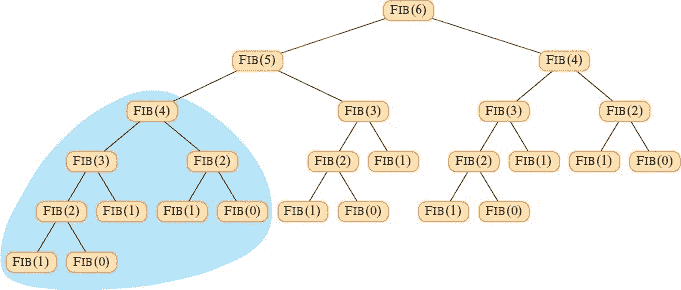 FIB(6)
FIB(5) FIB(4)
FIB(4) FIB(3) FIB(3) FIB(2)
FIB(3) FIB(2) FIB(2) FIB(1) FIB(2) FIB(1) FIB(1) FIB(0)
FIB(2) FIB(1) FIB(1) FIB(0) FIB(1) FIB(0) FIB(1) FIB(0)
FIB(1) FIB(0)